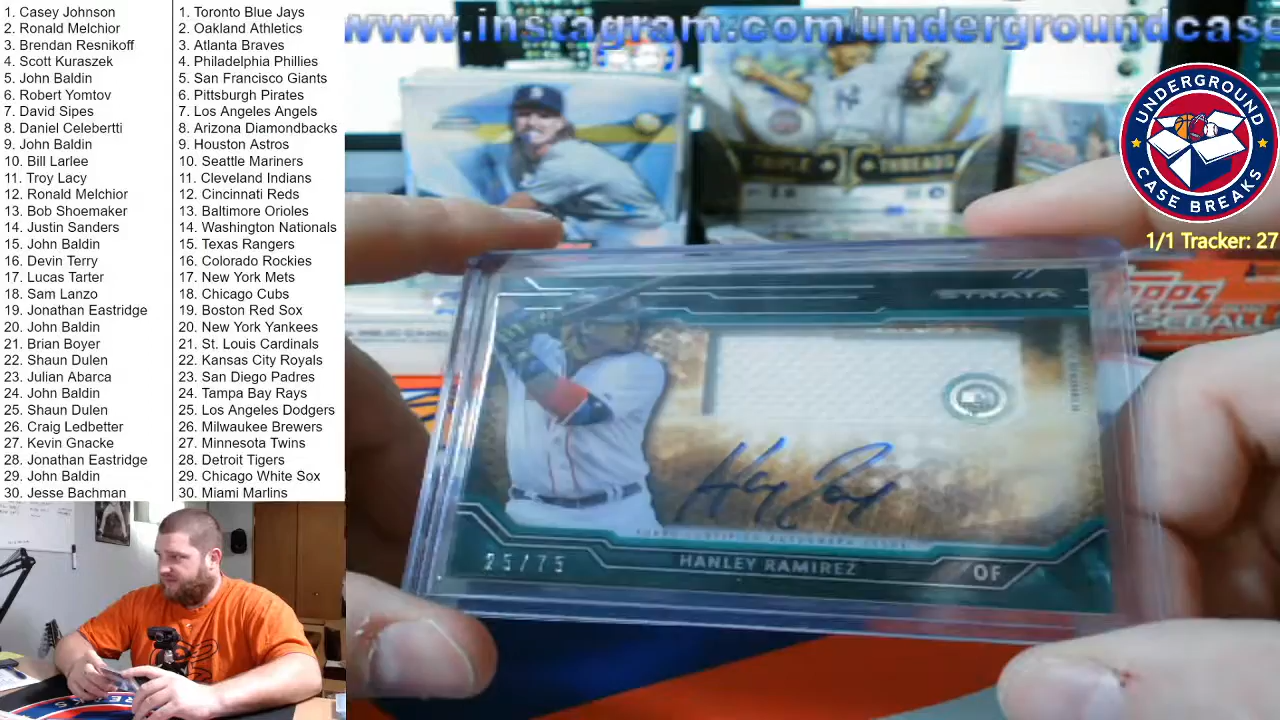 1. Casey Johnson
2. Ronald Melchior
3. Brendan Resnikoff
4. Scott Kuraszek
5. John Baldin
6. Robert Yomtov
7. David Sipes
8. Daniel Celebertti
9. John Baldin
10. Bill Larlee
11. Troy Lacy
12. Ronald Melchior
13. Bob Shoemaker
14. Justin Sanders
15. John Baldin
16. Devin Terry
17. Lucas Tarter
18. Sam Lanzo
19. Jonathan Eastridge
20. John Baldin
21. Brian Boyer
22. Shaun Dulen
23. Julian Abarca
24. John Baldin
25. Shaun Dulen
26. Craig Ledbetter
27. Kevin Gnacke
28. Jonathan Eastridge
29. John Baldin
30. Jesse Bachman
1. Toronto Blue Jays
2. Oakland Athletics
3. Atlanta Braves
4. Philadelphia Phillies
5. San Francisco Giants
6. Pittsburgh Pirates
7. Los Angeles Angels
8. Arizona Diamondbacks
9. Houston Astros
10. Seattle Mariners
11. Cleveland Indians
12. Cincinnati Reds
13. Baltimore Orioles
14. Washington Nationals
15. Texas Rangers
16. Colorado Rockies
17. New York Mets
18. Chicago Cubs
19. Boston Red Sox
20. New York Yankees
21. St. Louis Cardinals
22. Kansas City Royals
23. San Diego Padres
24. Tampa Bay Rays
25. Los Angeles Dodgers
26. Milwaukee Brewers
27. Minnesota Twins
28. Detroit Tigers
29. Chicago White Sox
30. Miami Marlins
www.instagram.com/undergroundcase
UNDERGROUND
CASE BREAKS
1/1 Tracker: 27
TRIPLE THREADS
Topps
BASEBALL
STRATA
TOPPS CERTIFIED AUTOGRAPH ISSUE
25/75
HANLEY RAMIREZ
OF